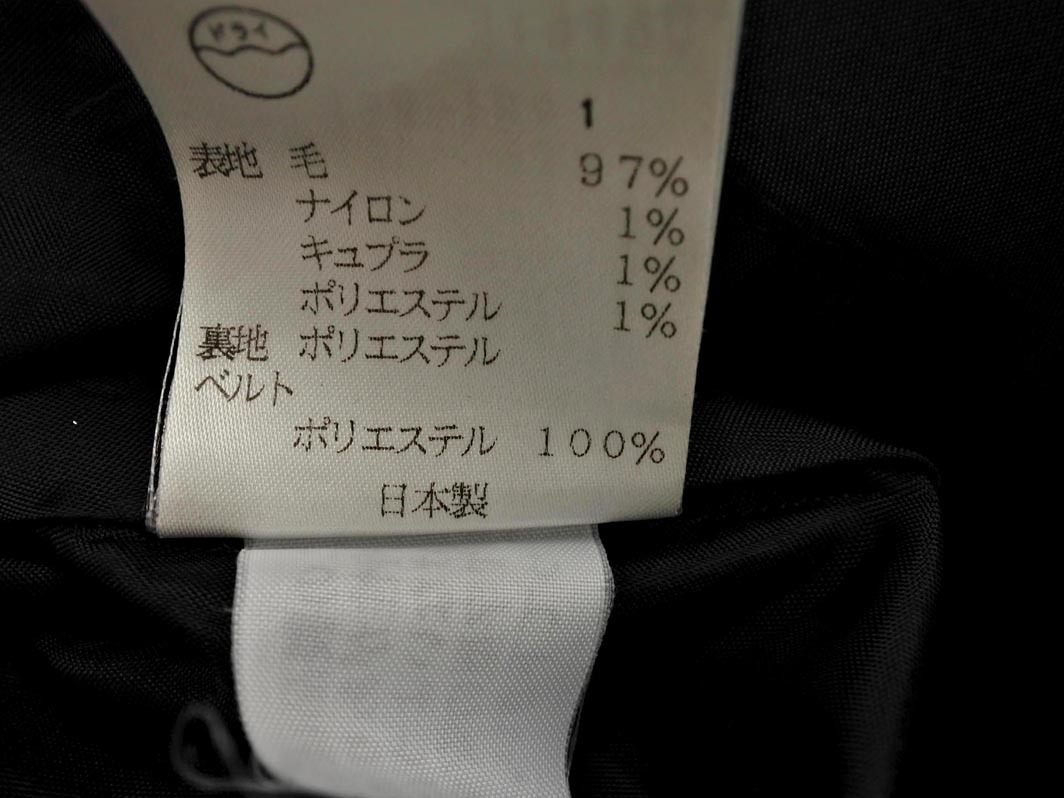 ドライ
1
表地 毛 97%
ナイロン 1%
キュプラ 1%
ポリエステル 1%
裏地 ポリエステル
ベルト
ポリエステル 100%
日本製